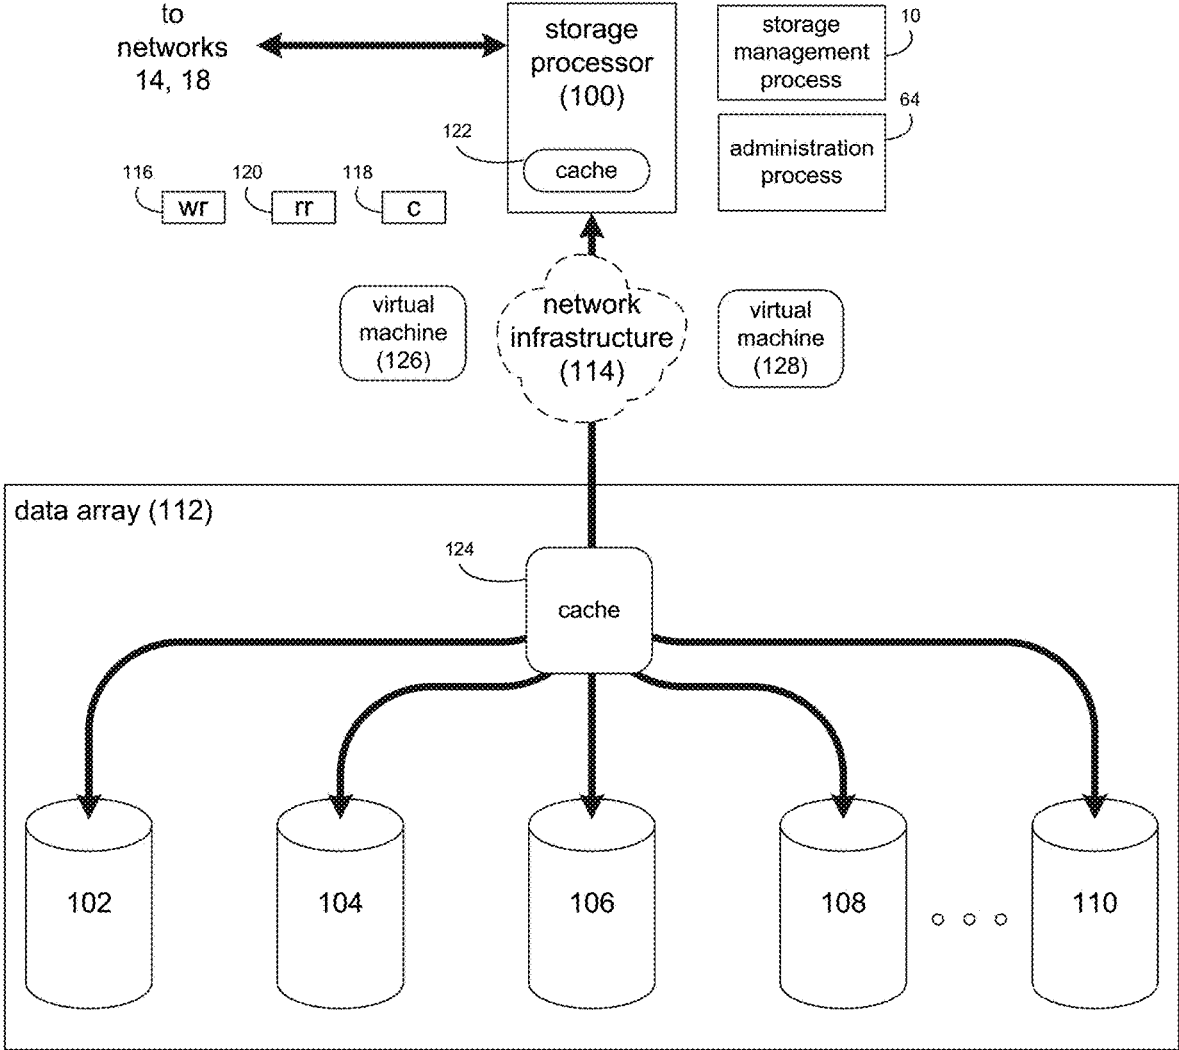 to
networks
14, 18
storage
processor
(100)
122
cache
storage
management
process
10
administration
process
64
116
wr
120
rr
118
c
virtual
machine
(126)
network
infrastructure
(114)
virtual
machine
(128)
data array (112)
124
cache
102
104
106
108
110